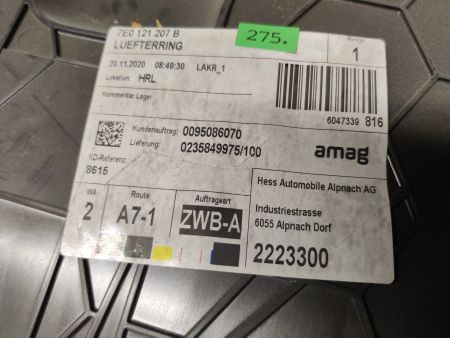 7E0 121 207 B
LUEFTERRING
275.
Menge
1
20.11.2020 08:49:30 LAKR_1
Lokation: HRL
Kommentar Lager
6047339 816
Kundenauftrag: 0095086070
Lieferung: 0235849975/100
amag
KD-Referenz
8615
Hess Automobile Alpnach AG
Industriestrasse
6055 Alpnach Dorf
2223300
WA
2
Route
A7-1
Auftragsart
ZWB-A